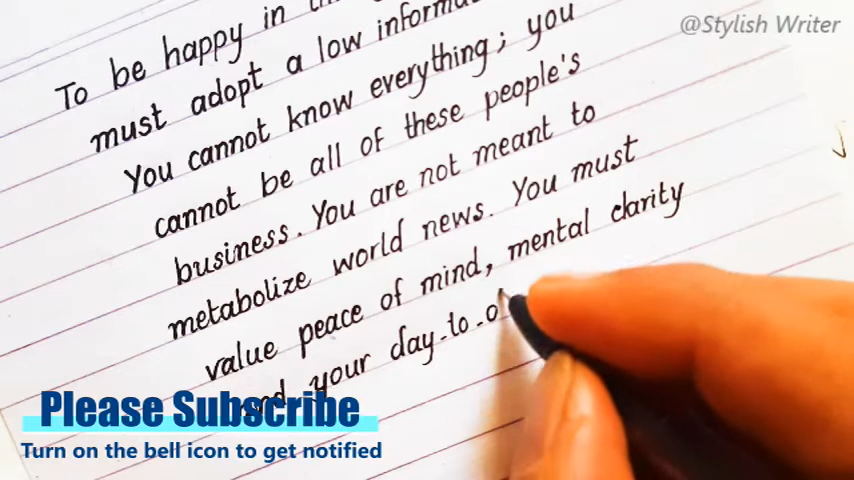 @Stylish Writer
To be happy in
must adopt a low
You cannot know everything; you
cannot be all of these people's
business. You are not meant to
metabolize world news. You must
value peace of mind, mental clarity
your day-to-
Please Subscribe
Turn on the bell icon to get notified